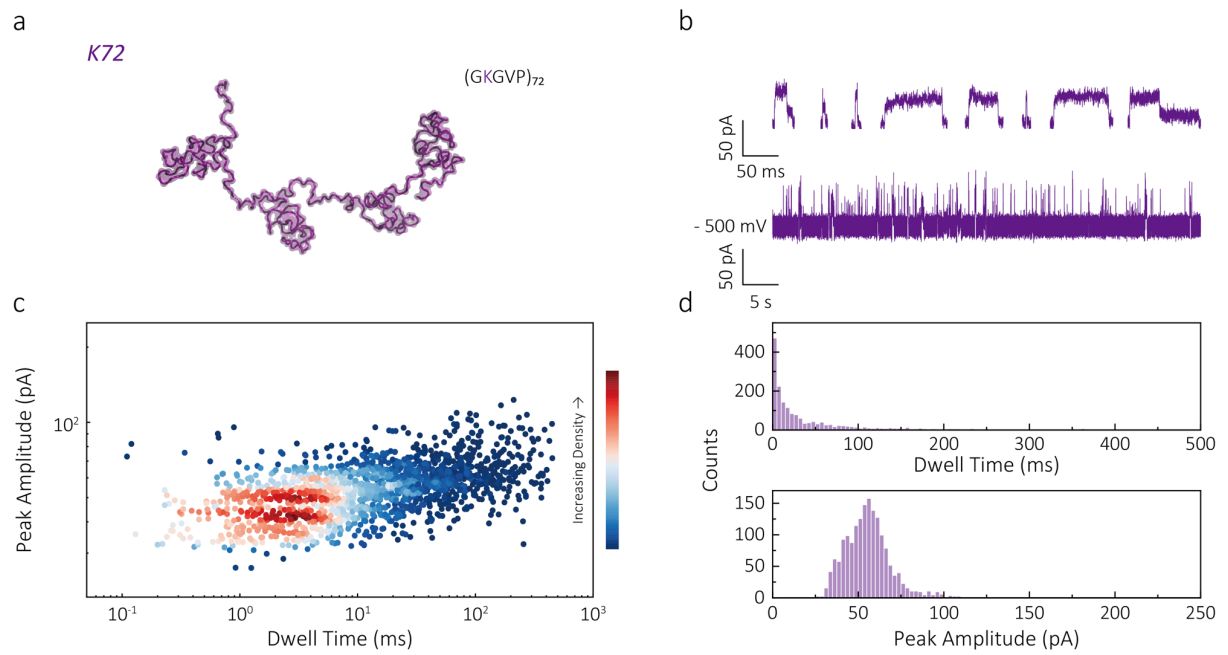 a
K72
(GKGVP)₇₂
b
50 pA
50 ms
- 500 mV
50 pA
5 s
c
Peak Amplitude (pA)
10²
10⁻¹ 10⁰ 10¹ 10² 10³
Dwell Time (ms)
Increasing Density →
d
Counts
400
200
0
0 100 200 300 400 500
Dwell Time (ms)
150
100
50
0
0 50 100 150 200 250
Peak Amplitude (pA)